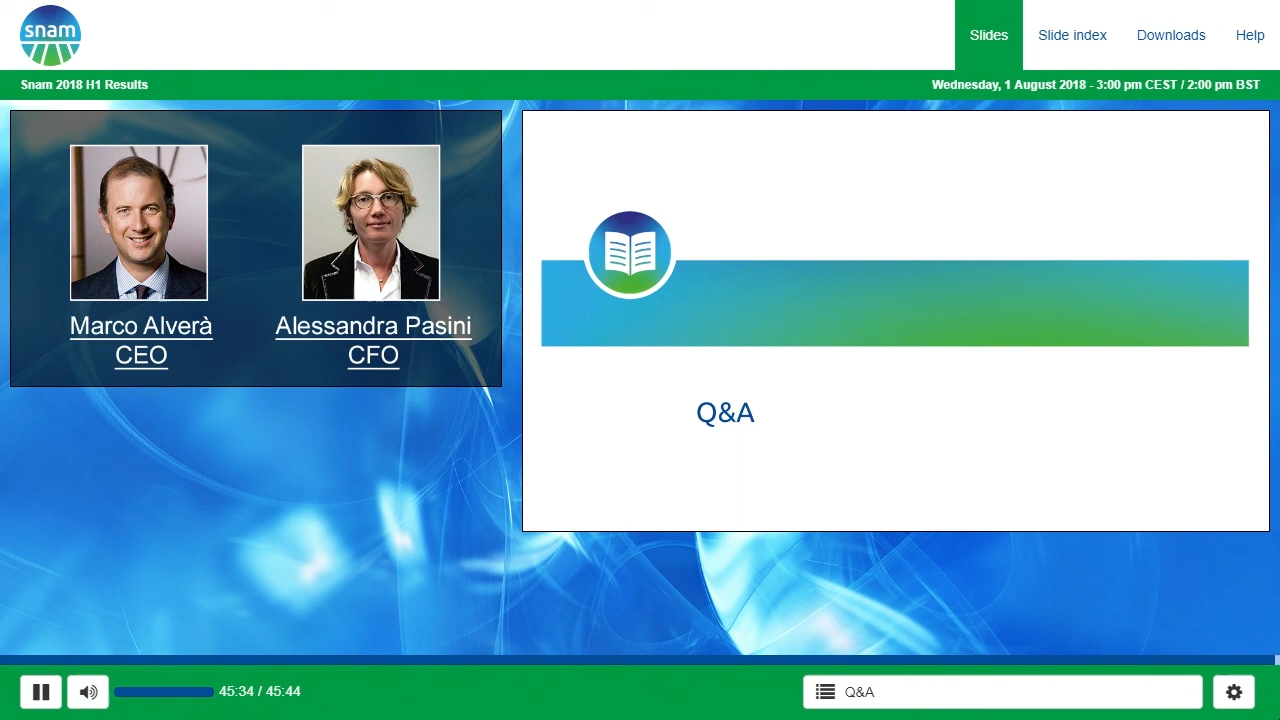 snam
Slides
Slide index
Downloads
Help
Snam 2018 H1 Results
Wednesday, 1 August 2018 - 3:00 pm CEST / 2:00 pm BST
Marco Alverà
CEO
Alessandra Pasini
CFO
Q&A
45:34 / 45:44
Q&A